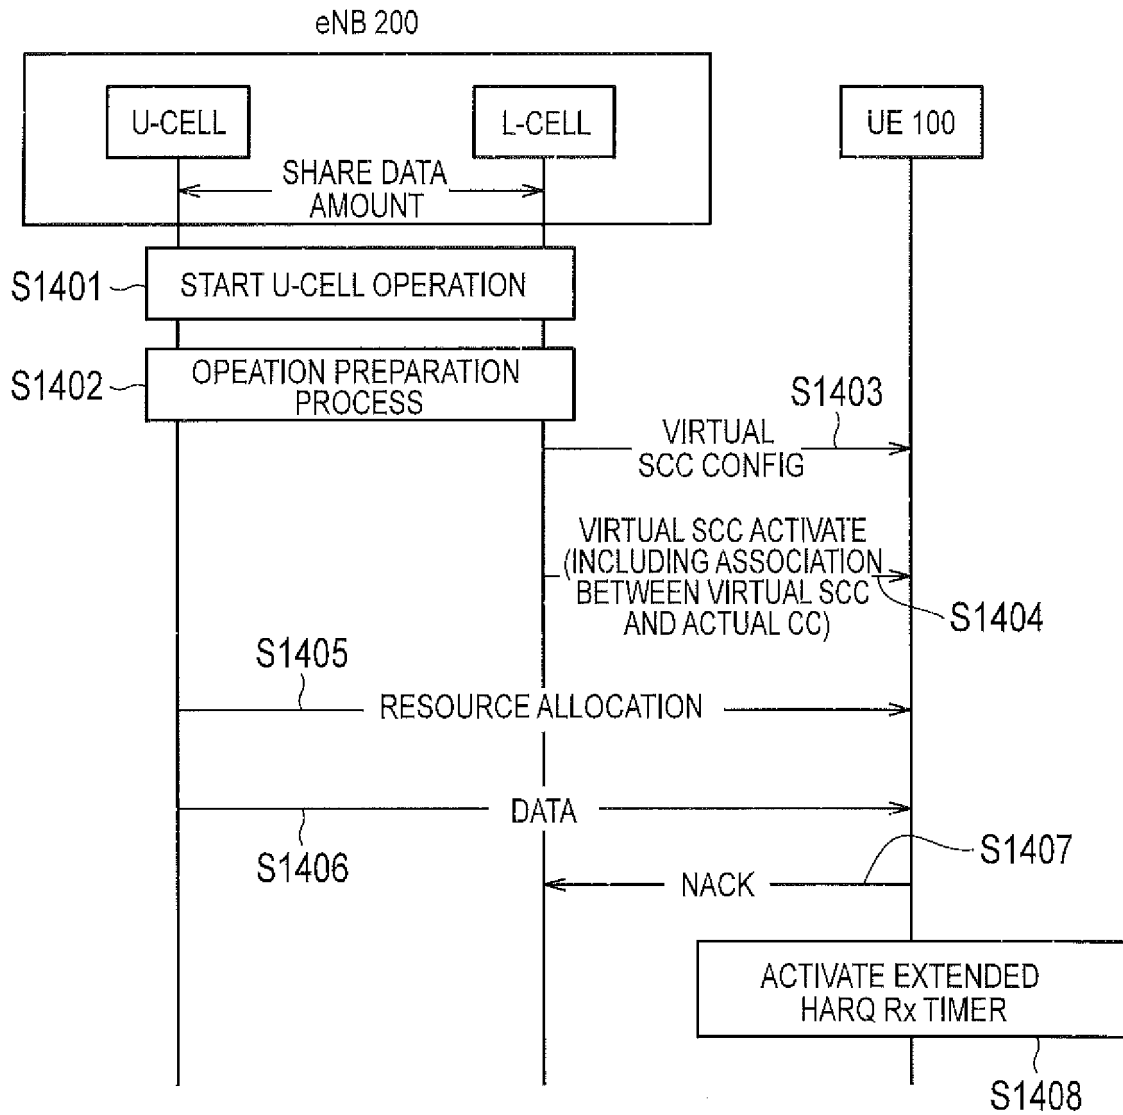 eNB 200
U-CELL
L-CELL
UE 100
SHARE DATA
AMOUNT
S1401
START U-CELL OPERATION
S1402
OPEATION PREPARATION
PROCESS
S1403
VIRTUAL
SCC CONFIG
VIRTUAL SCC ACTIVATE
(INCLUDING ASSOCIATION
BETWEEN VIRTUAL SCC
AND ACTUAL CC)
S1404
S1405
RESOURCE ALLOCATION
DATA
S1406
S1407
NACK
ACTIVATE EXTENDED
HARQ Rx TIMER
S1408